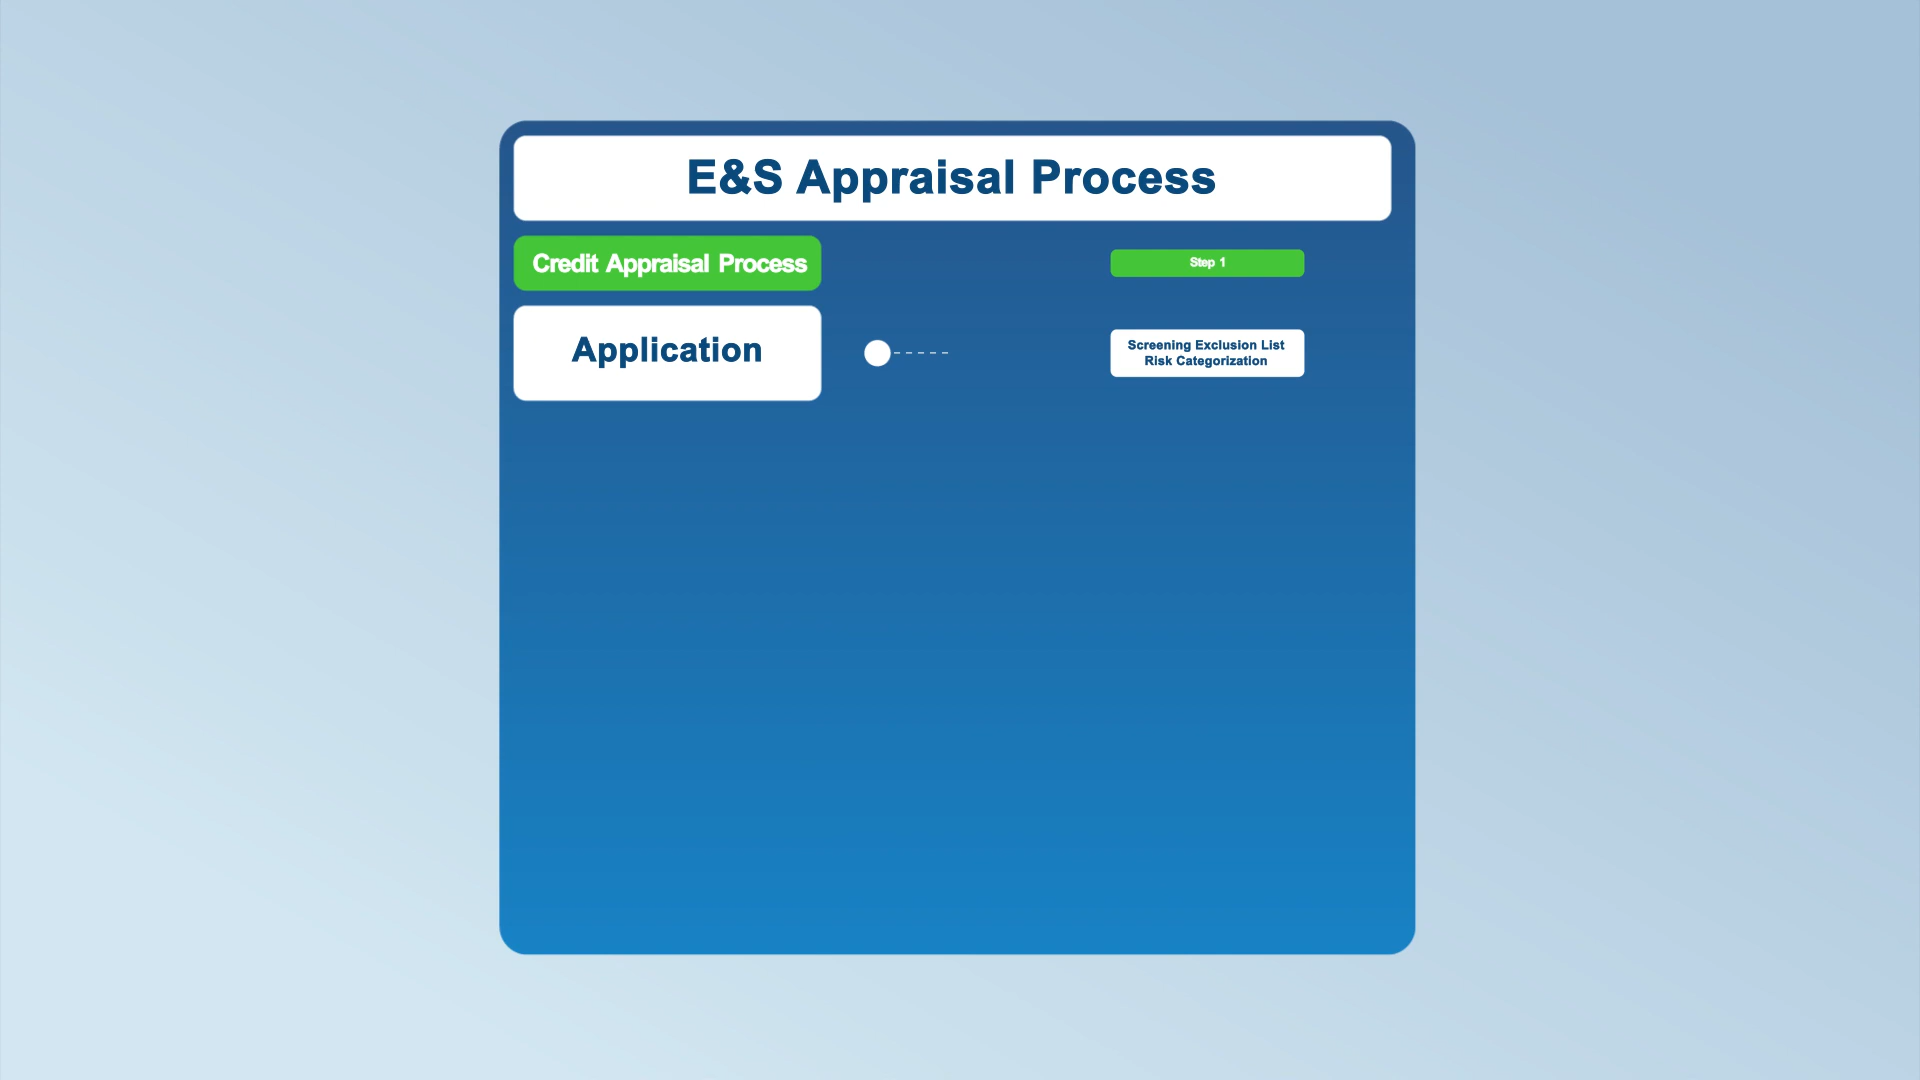 E&S Appraisal Process
Credit Appraisal Process
Step 1
Application
Screening Exclusion List
Risk Categorization